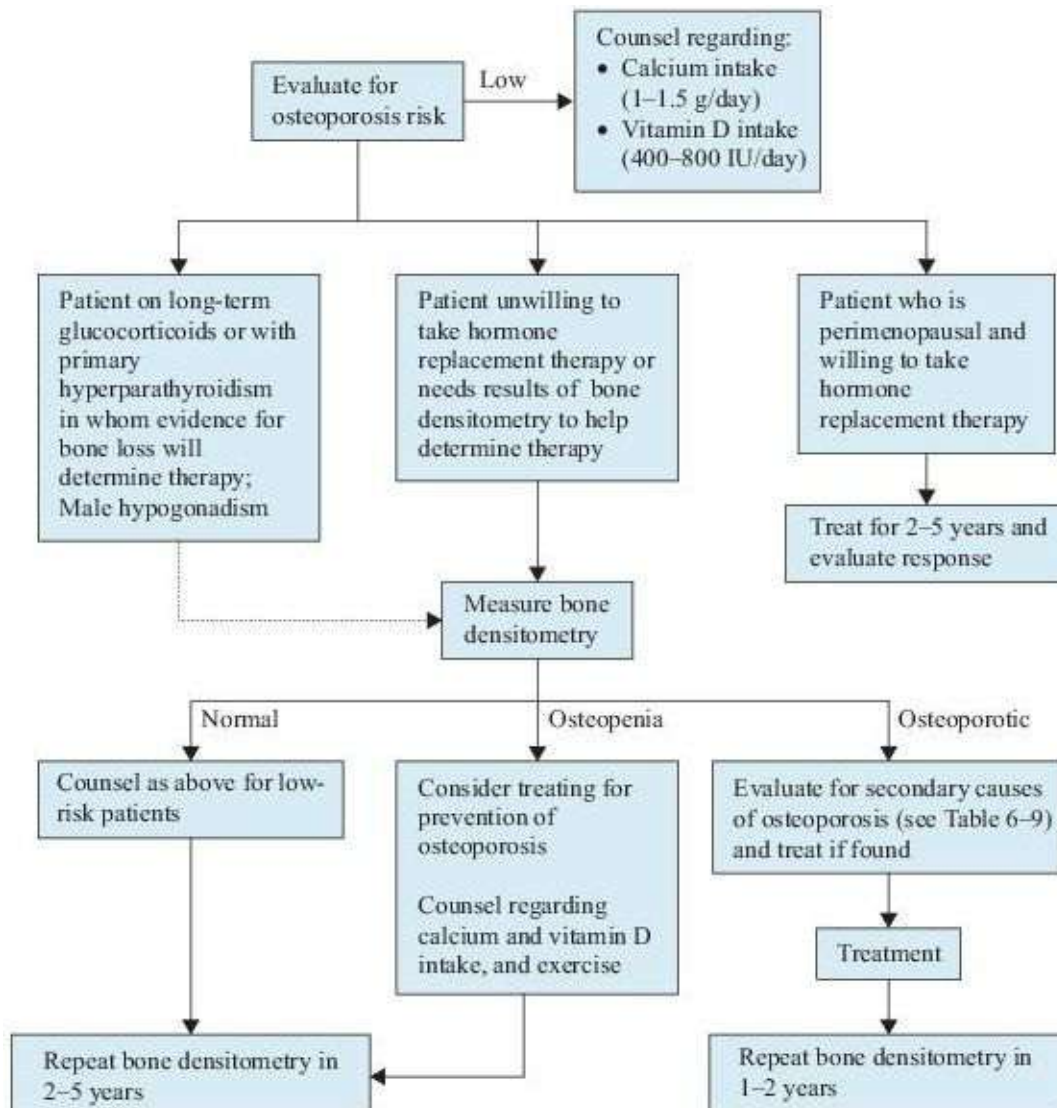 Evaluate for
osteoporosis risk
Low
Counsel regarding:
• Calcium intake
(1–1.5 g/day)
• Vitamin D intake
(400–800 IU/day)
Patient on long-term
glucocorticoids or with
primary
hyperparathyroidism
in whom evidence for
bone loss will
determine therapy;
Male hypogonadism
Patient unwilling to
take hormone
replacement therapy or
needs results of bone
densitometry to help
determine therapy
Patient who is
perimenopausal and
willing to take
hormone
replacement therapy
Treat for 2–5 years and
evaluate response
Measure bone
densitometry
Normal
Osteopenia
Osteoporotic
Counsel as above for low-
risk patients
Consider treating for
prevention of
osteoporosis
Counsel regarding
calcium and vitamin D
intake, and exercise
Evaluate for secondary causes
of osteoporosis (see Table 6–9)
and treat if found
Treatment
Repeat bone densitometry in
2–5 years
Repeat bone densitometry in
1–2 years